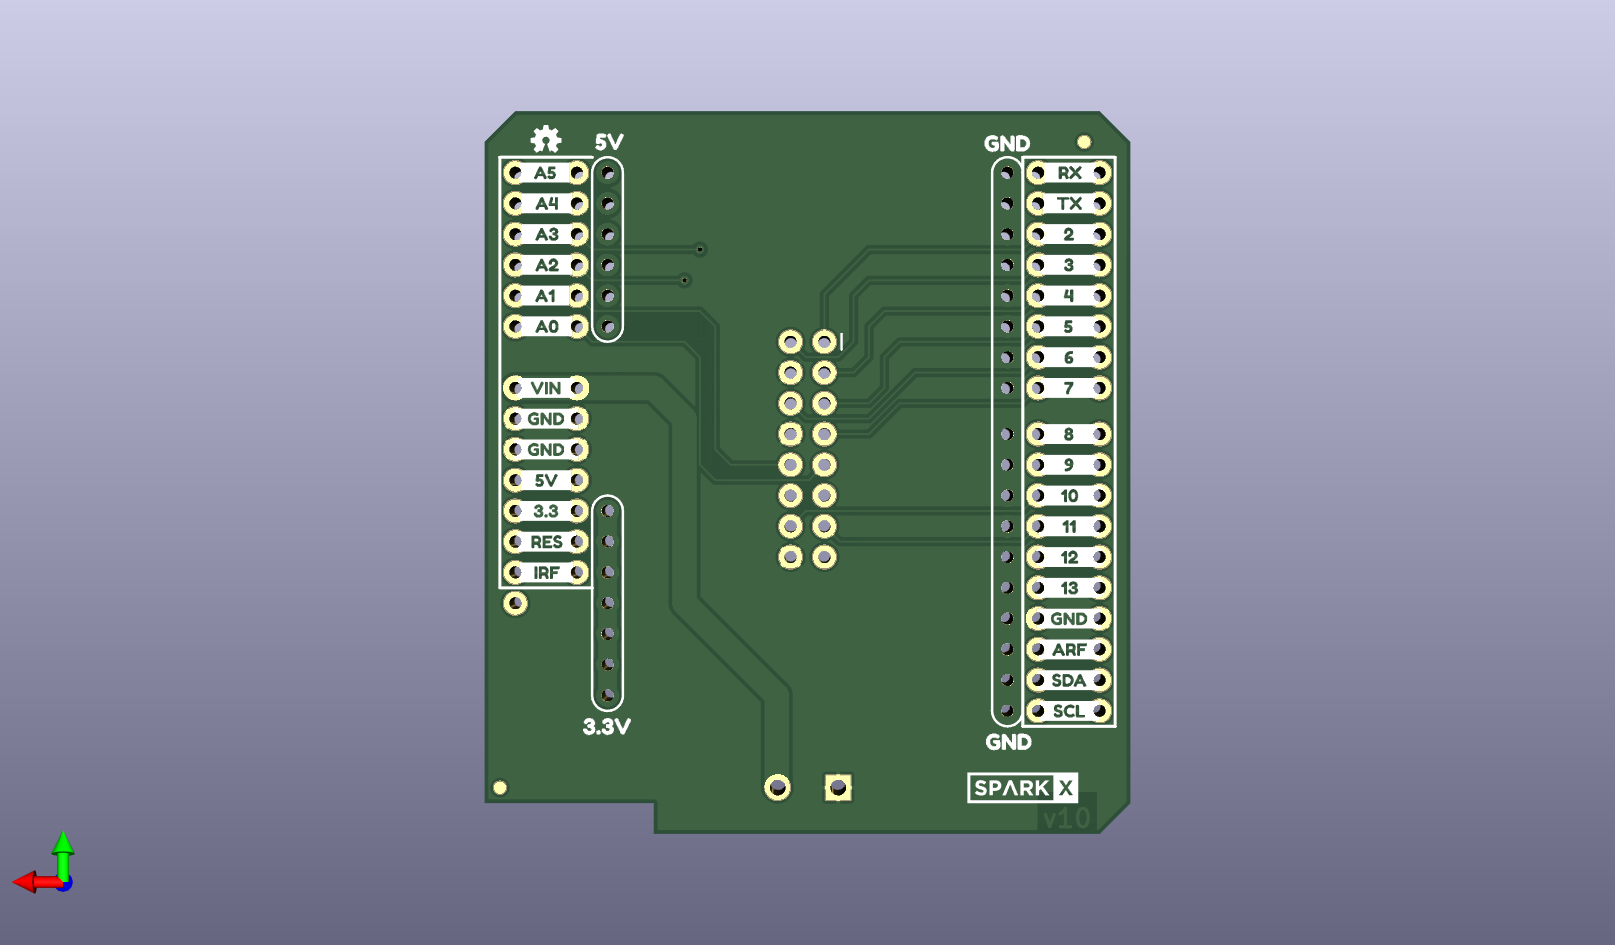 5V
A5
A4
A3
A2
A1
A0
VIN
GND
GND
5V
3.3
RES
IRF
3.3V
GND
RX
TX
2
3
4
5
6
7
8
9
10
11
12
13
GND
ARF
SDA
SCL
GND
SPARK X
v10